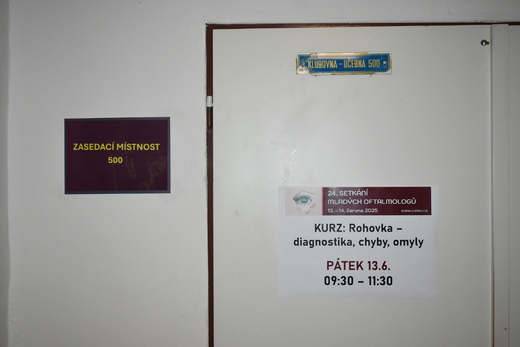 ZASEDACÍ MÍSTNOST
500
KLUBOVNA - UČEBNA 500
24. SETKÁNÍ
MLADÝCH OFTALMOLOGŮ
13.–14. června 2025
KURZ: Rohovka –
diagnostika, chyby, omyly
PÁTEK 13.6.
09:30 – 11:30